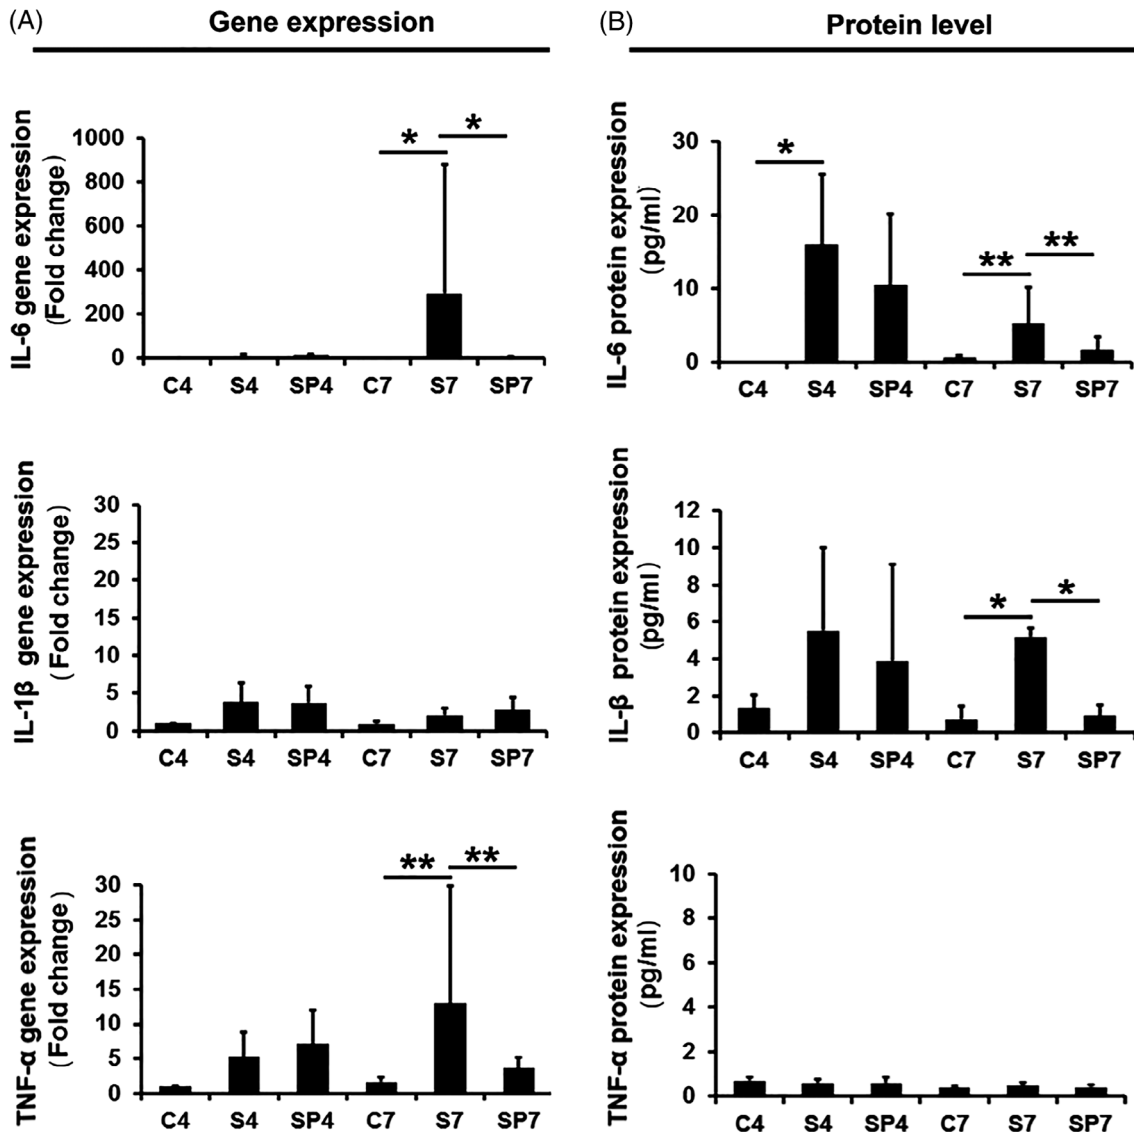 (A) Gene expression
(B) Protein level
IL-6 gene expression
(Fold change)
1000
800
600
400
200
0
* *
C4 S4 SP4 C7 S7 SP7
IL-6 protein expression
(pg/ml)
30
20
10
0
* ** **
C4 S4 SP4 C7 S7 SP7
IL-1β gene expression
(Fold change)
30
25
20
15
10
5
0
C4 S4 SP4 C7 S7 SP7
IL-β protein expression
(pg/ml)
12
10
8
6
4
2
0
* *
C4 S4 SP4 C7 S7 SP7
TNF-α gene expression
(Fold change)
30
25
20
15
10
5
0
** **
C4 S4 SP4 C7 S7 SP7
TNF-α protein expression
(pg/ml)
10
8
6
4
2
0
C4 S4 SP4 C7 S7 SP7